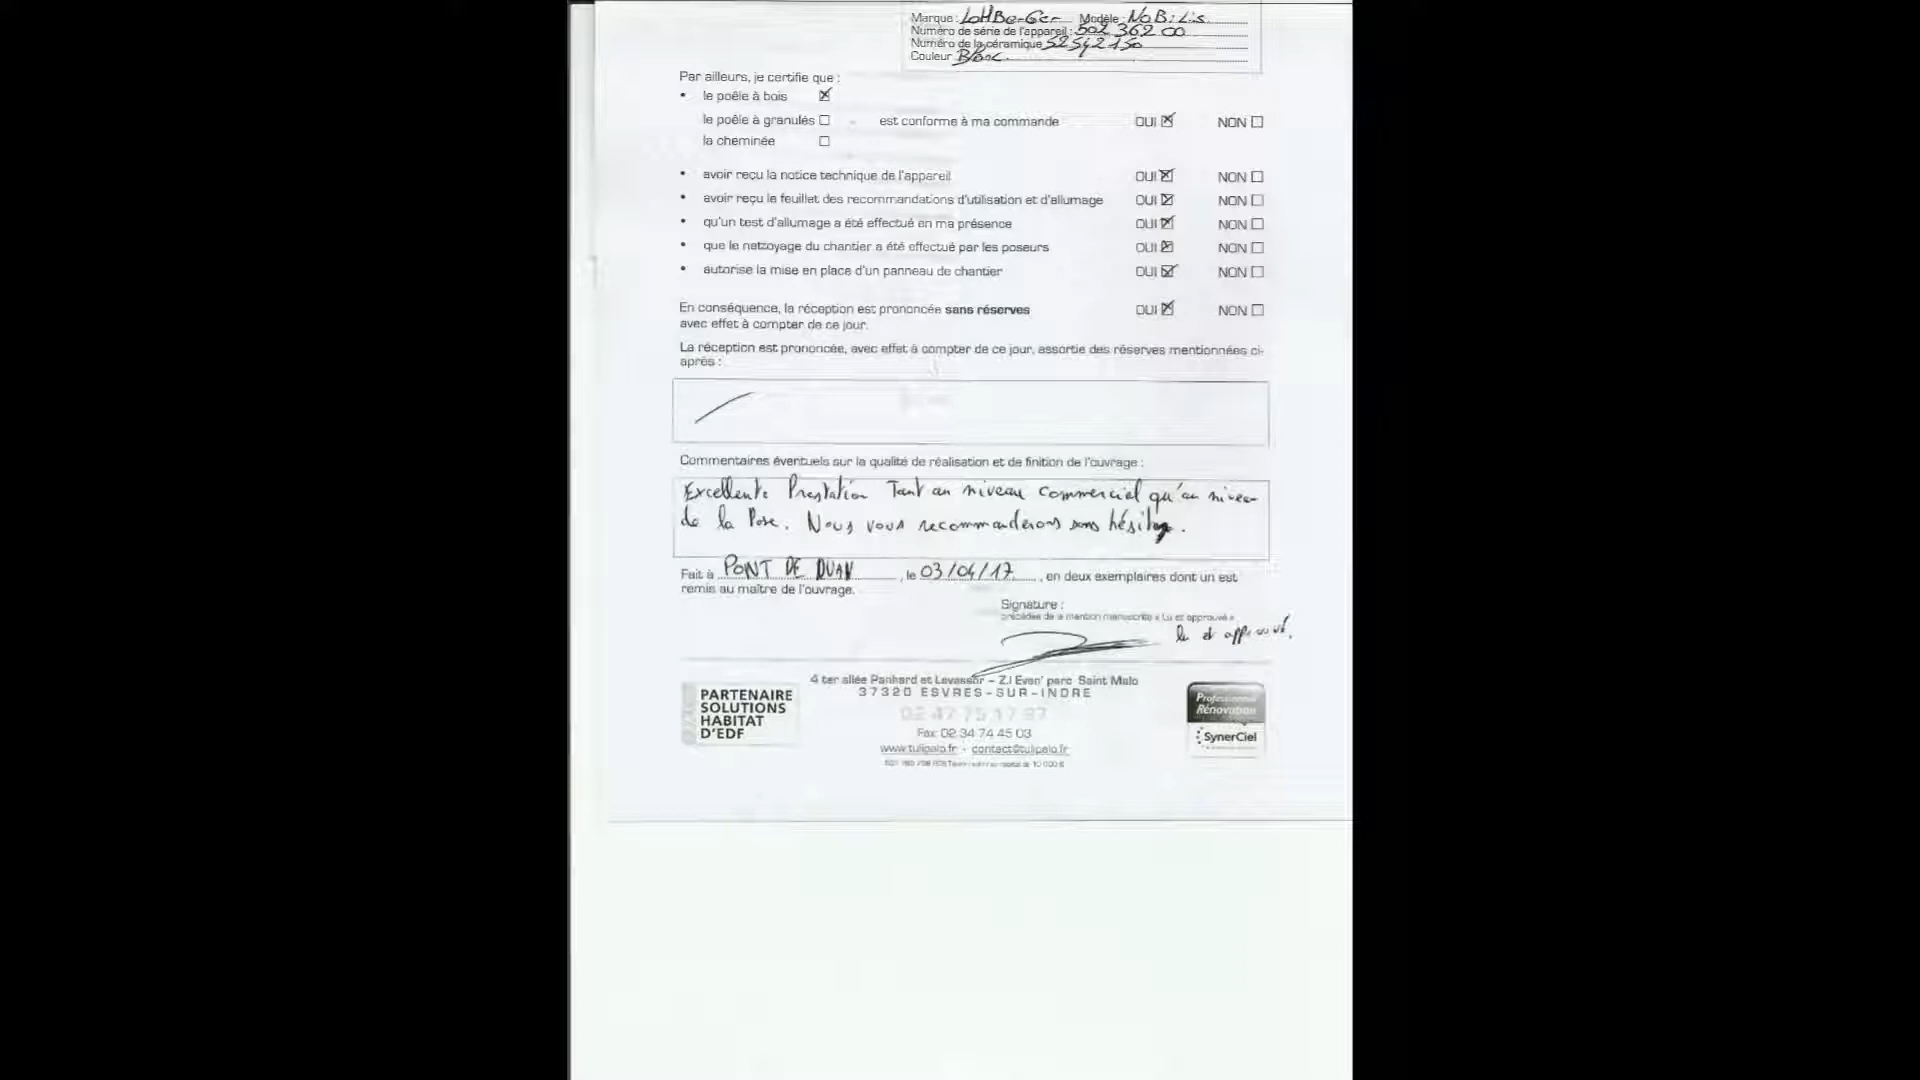 Marque : LOHBerGer Modèle : NOBiLis
Numéro de série de l'appareil : 502 362 00
Numéro de la céramique 52542150
Couleur Blanc
Par ailleurs, je certifie que :
• le poêle à bois ☒
le poêle à granulés ☐ est conforme à ma commande OUI ☒ NON ☐
la cheminée ☐
• avoir reçu la notice technique de l'appareil OUI ☒ NON ☐
• avoir reçu le feuillet des recommandations d'utilisation et d'allumage OUI ☒ NON ☐
• qu'un test d'allumage a été effectué en ma présence OUI ☒ NON ☐
• que le nettoyage du chantier a été effectué par les poseurs OUI ☒ NON ☐
• autorise la mise en place d'un panneau de chantier OUI ☒ NON ☐
En conséquence, la réception est prononcée sans réserves OUI ☒ NON ☐
avec effet à compter de ce jour.
La réception est prononcée, avec effet à compter de ce jour, assortie des réserves mentionnées ci-
après :
Commentaires éventuels sur la qualité de réalisation et de finition de l'ouvrage :
Excellente Prestation Tant au niveau commercial qu'au niveau
de la Pose. Nous vous recommanderons sans hésiter.
Fait à PONT DE RUAN, le 03/04/17, en deux exemplaires dont un est
remis au maître de l'ouvrage.
Signature :
précédée de la mention manuscrite « Lu et approuvé »
lu et approuvé.
4 ter allée Panhard et Levassor – Z.I Even' parc Saint Malo
37320 ESVRES-SUR-INDRE
02 47 75 17 97
Fax 02 34 74 45 03
www.tulipalo.fr - contact@tulipalo.fr
PARTENAIRE
SOLUTIONS
HABITAT
D'EDF
Professionnel
Rénovation
SynerCiel